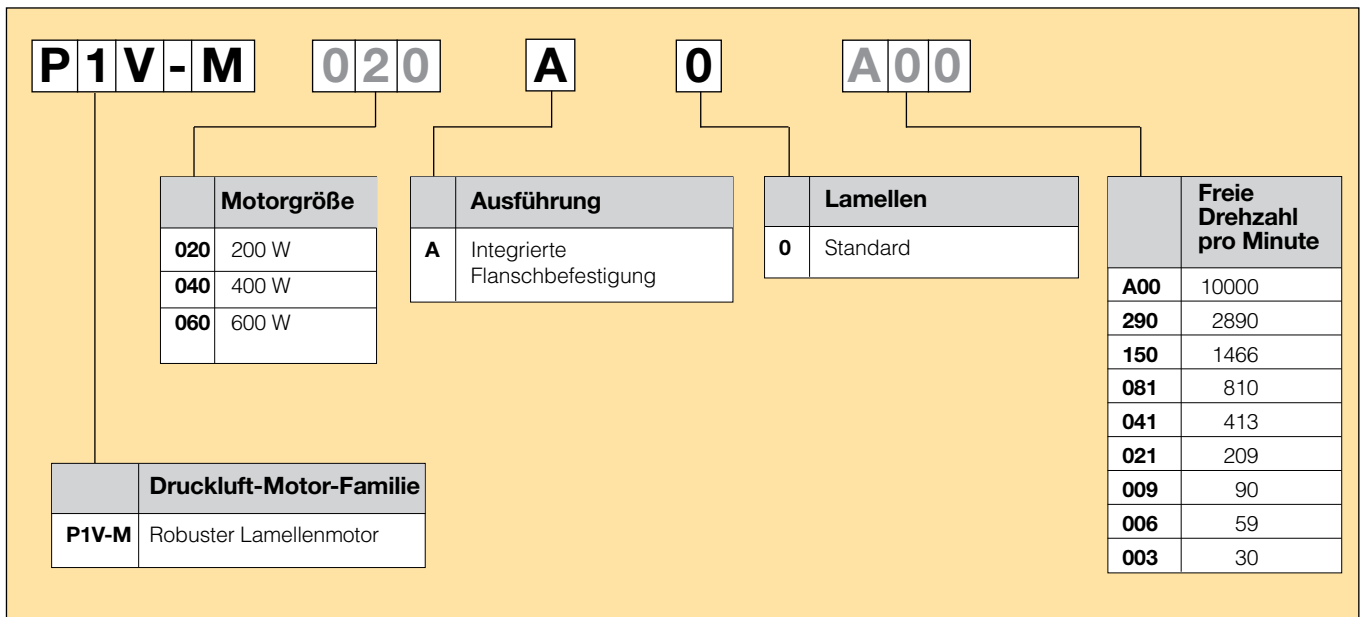 P1V-M 020 A 0 A00
Motorgröße
020 200 W
040 400 W
060 600 W
Ausführung
A Integrierte
Flanschbefestigung
Lamellen
0 Standard
Freie
Drehzahl
pro Minute
A00 10000
290 2890
150 1466
081 810
041 413
021 209
009 90
006 59
003 30
Druckluft-Motor-Familie
P1V-M Robuster Lamellenmotor